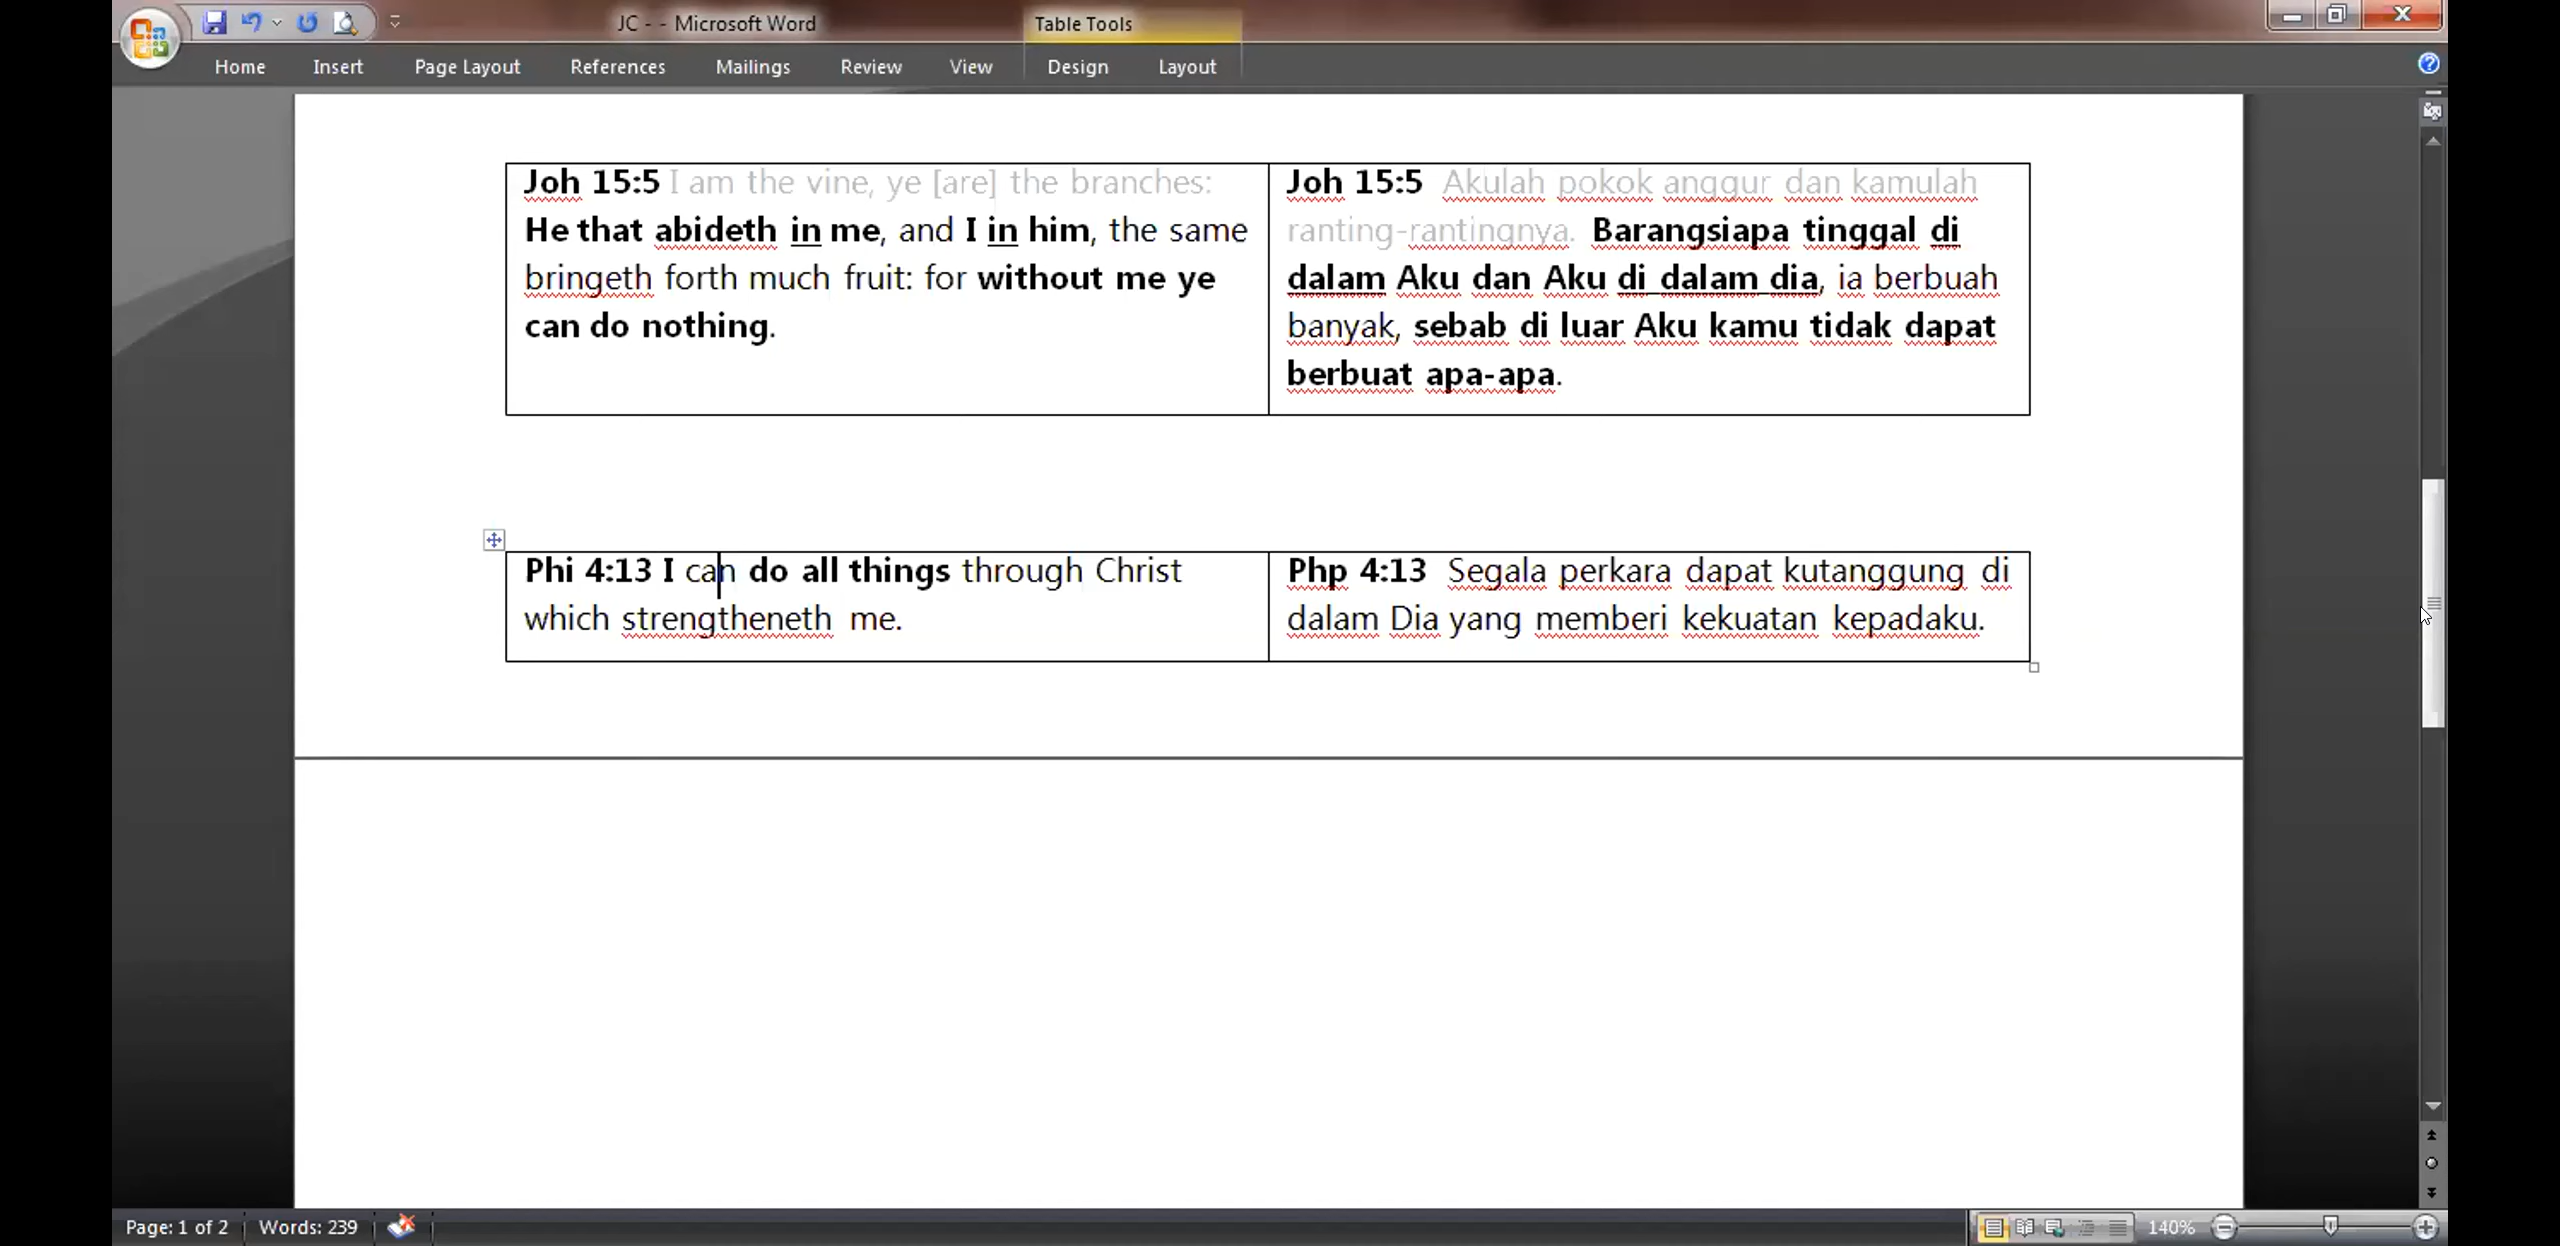 JC - - Microsoft Word
Table Tools
Home Insert Page Layout References Mailings Review View Design Layout
Joh 15:5 I am the vine, ye [are] the branches:
He that abideth in me, and I in him, the same
bringeth forth much fruit: for without me ye
can do nothing.
Joh 15:5 Akulah pokok anggur dan kamulah
ranting-rantingnya. Barangsiapa tinggal di
dalam Aku dan Aku di dalam dia, ia berbuah
banyak, sebab di luar Aku kamu tidak dapat
berbuat apa-apa.
Phi 4:13 I can do all things through Christ
which strengtheneth me.
Php 4:13 Segala perkara dapat kutanggung di
dalam Dia yang memberi kekuatan kepadaku.
Page: 1 of 2 Words: 239 140%